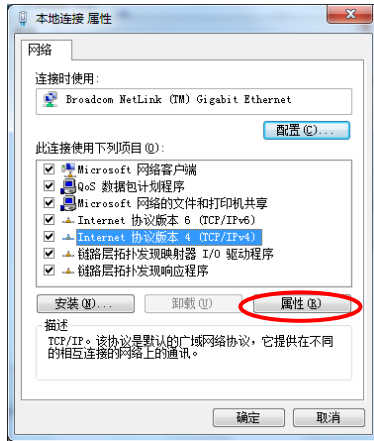 本地连接 属性
网络
连接时使用:
Broadcom NetLink (TM) Gigabit Ethernet
配置(C)...
此连接使用下列项目(O):
Microsoft 网络客户端
QoS 数据包计划程序
Microsoft 网络的文件和打印机共享
Internet 协议版本 6 (TCP/IPv6)
Internet 协议版本 4 (TCP/IPv4)
链路层拓扑发现映射器 I/O 驱动程序
链路层拓扑发现响应程序
安装(N)... 卸载(U) 属性(R)
描述
TCP/IP。该协议是默认的广域网络协议，它提供在不同
的相互连接的网络上的通讯。
确定 取消